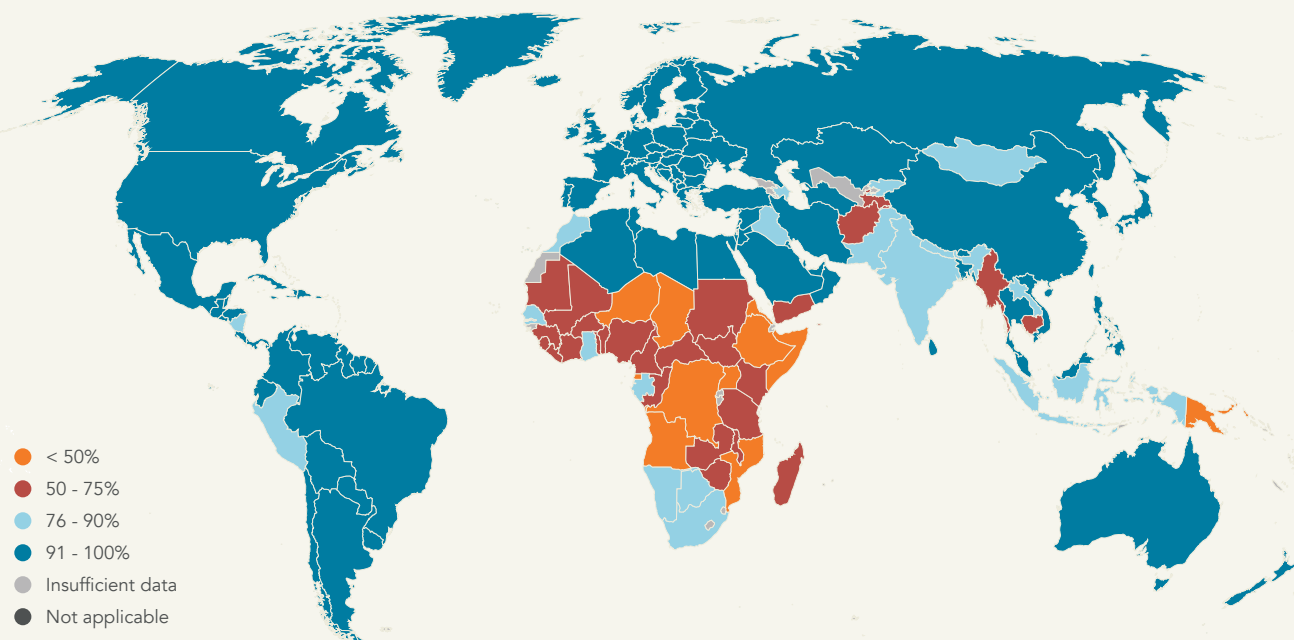 < 50%
50 - 75%
76 - 90%
91 - 100%
Insufficient data
Not applicable